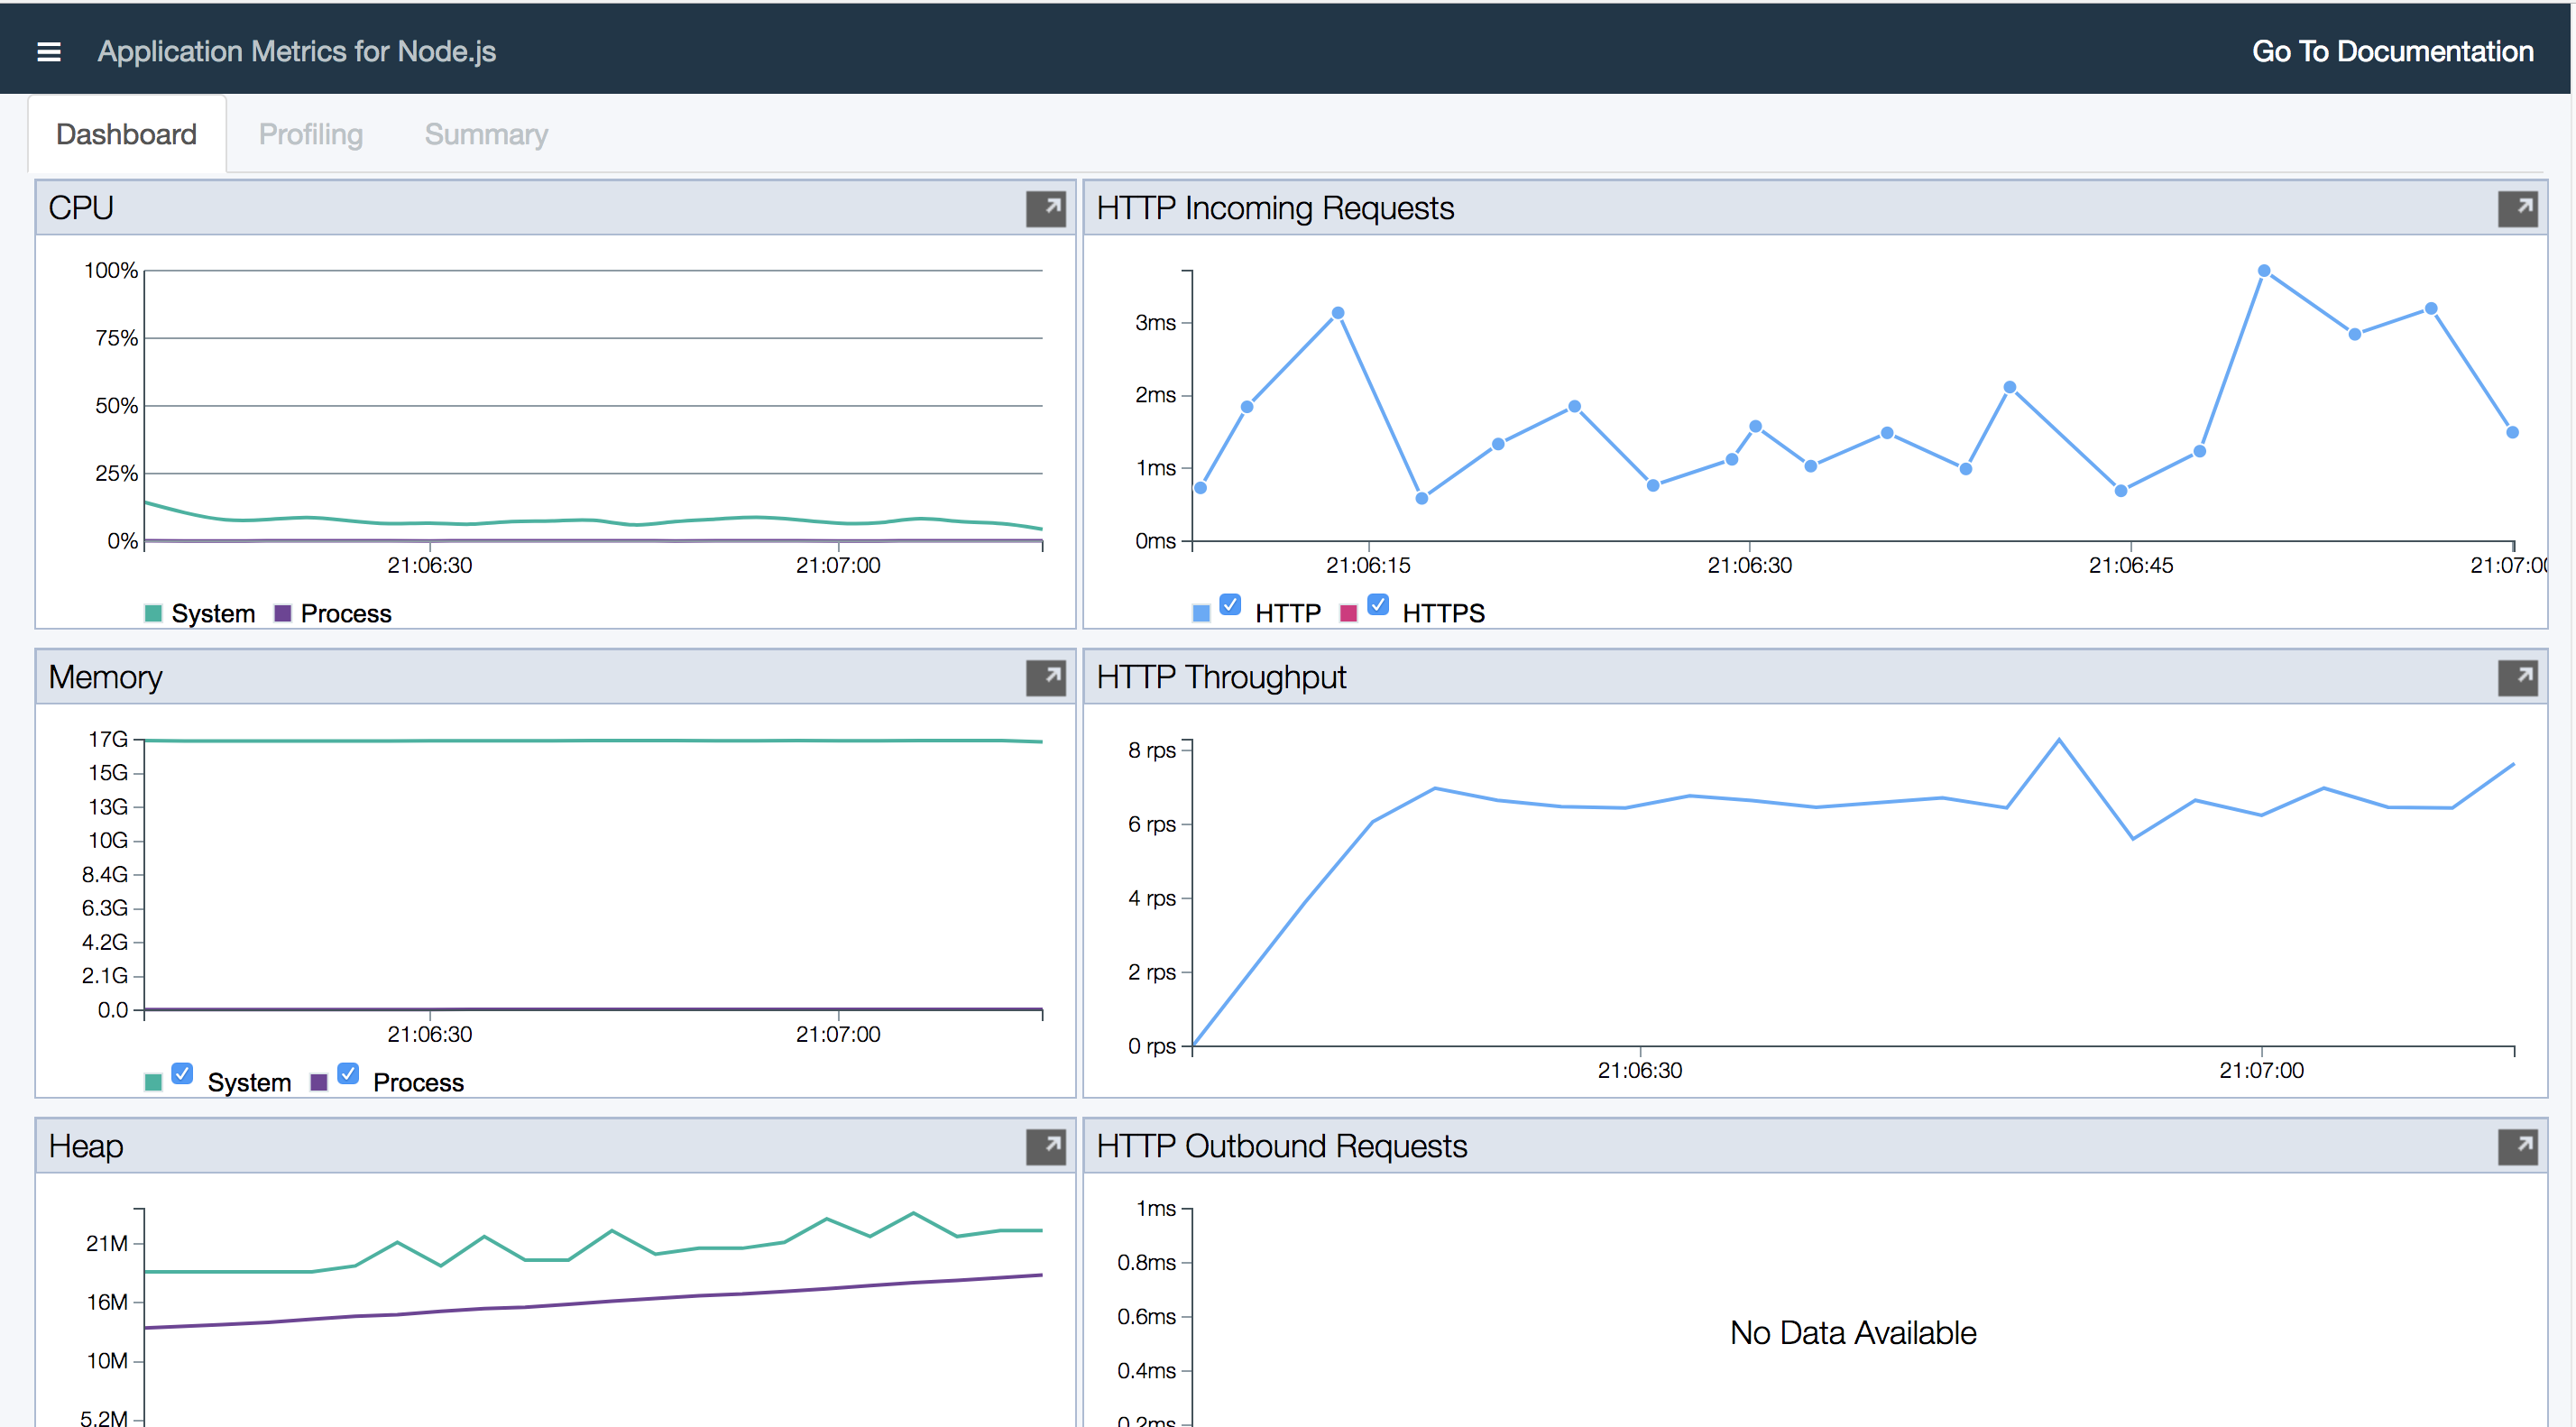 Application Metrics for Node.js
Go To Documentation
Dashboard Profiling Summary
CPU
100%
75%
50%
25%
0%
21:06:30 21:07:00
System Process
HTTP Incoming Requests
3ms
2ms
1ms
0ms
21:06:15 21:06:30 21:06:45 21:07:00
HTTP HTTPS
Memory
17G
15G
13G
10G
8.4G
6.3G
4.2G
2.1G
0.0
21:06:30 21:07:00
System Process
HTTP Throughput
8 rps
6 rps
4 rps
2 rps
0 rps
21:06:30 21:07:00
Heap
21M
16M
10M
5.2M
HTTP Outbound Requests
1ms
0.8ms
0.6ms
0.4ms
0.2ms
No Data Available